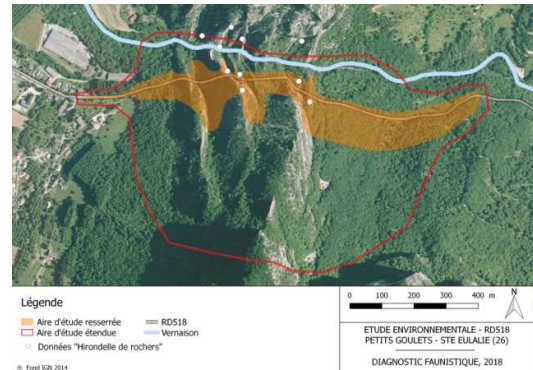 Légende
Aire d'étude resserrée
RD518
Aire d'étude étendue
Vernaison
Données "Hirondelle de rochers"
Fond IGN 2014
0 100 200 300 400 m
N
ETUDE ENVIRONNEMENTALE - RD518
PETITS GOULETS - STE EULALIE (26)
DIAGNOSTIC FAUNISTIQUE, 2018